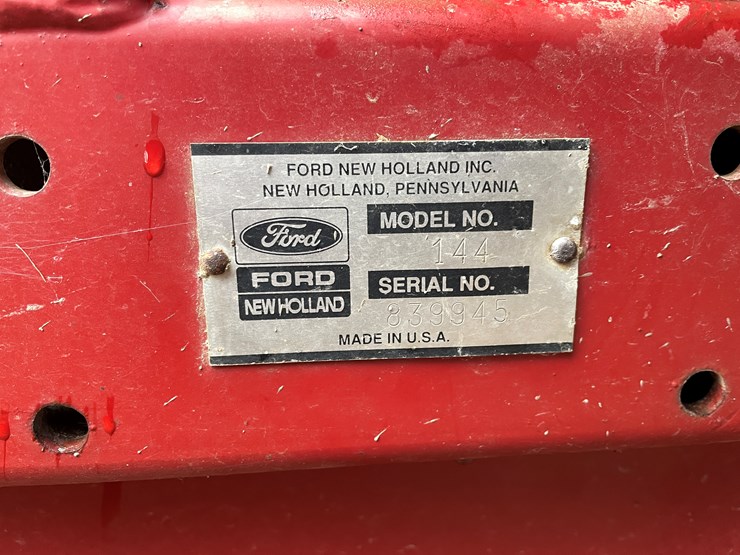 FORD NEW HOLLAND INC.
NEW HOLLAND, PENNSYLVANIA
Ford
FORD
NEW HOLLAND
MODEL NO.
144
SERIAL NO.
839945
MADE IN U.S.A.